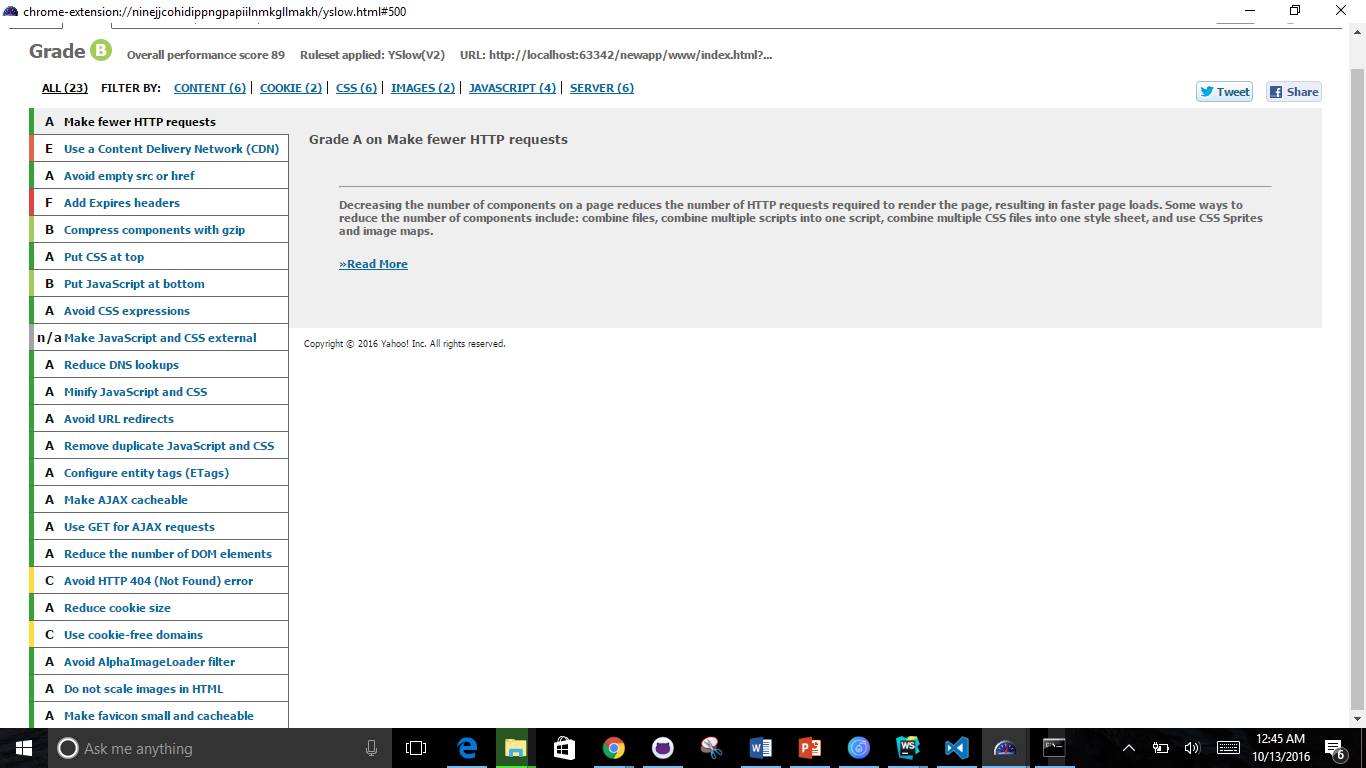 chrome-extension://ninejjcohidippngpapiilnmkgllmakh/yslow.html#500
Grade B Overall performance score 89 Ruleset applied: YSlow(V2) URL: http://localhost:63342/newapp/www/index.html?...
ALL (23) FILTER BY: CONTENT (6) | COOKIE (2) | CSS (6) | IMAGES (2) | JAVASCRIPT (4) | SERVER (6)
Tweet
Share
A Make fewer HTTP requests
E Use a Content Delivery Network (CDN)
A Avoid empty src or href
F Add Expires headers
B Compress components with gzip
A Put CSS at top
B Put JavaScript at bottom
A Avoid CSS expressions
n/a Make JavaScript and CSS external
A Reduce DNS lookups
A Minify JavaScript and CSS
A Avoid URL redirects
A Remove duplicate JavaScript and CSS
A Configure entity tags (ETags)
A Make AJAX cacheable
A Use GET for AJAX requests
A Reduce the number of DOM elements
C Avoid HTTP 404 (Not Found) error
A Reduce cookie size
C Use cookie-free domains
A Avoid AlphaImageLoader filter
A Do not scale images in HTML
A Make favicon small and cacheable
Grade A on Make fewer HTTP requests
Decreasing the number of components on a page reduces the number of HTTP requests required to render the page, resulting in faster page loads. Some ways to
reduce the number of components include: combine files, combine multiple scripts into one script, combine multiple CSS files into one style sheet, and use CSS Sprites
and image maps.
»Read More
Copyright © 2016 Yahoo! Inc. All rights reserved.
Ask me anything
WS
12:45 AM
10/13/2016
6